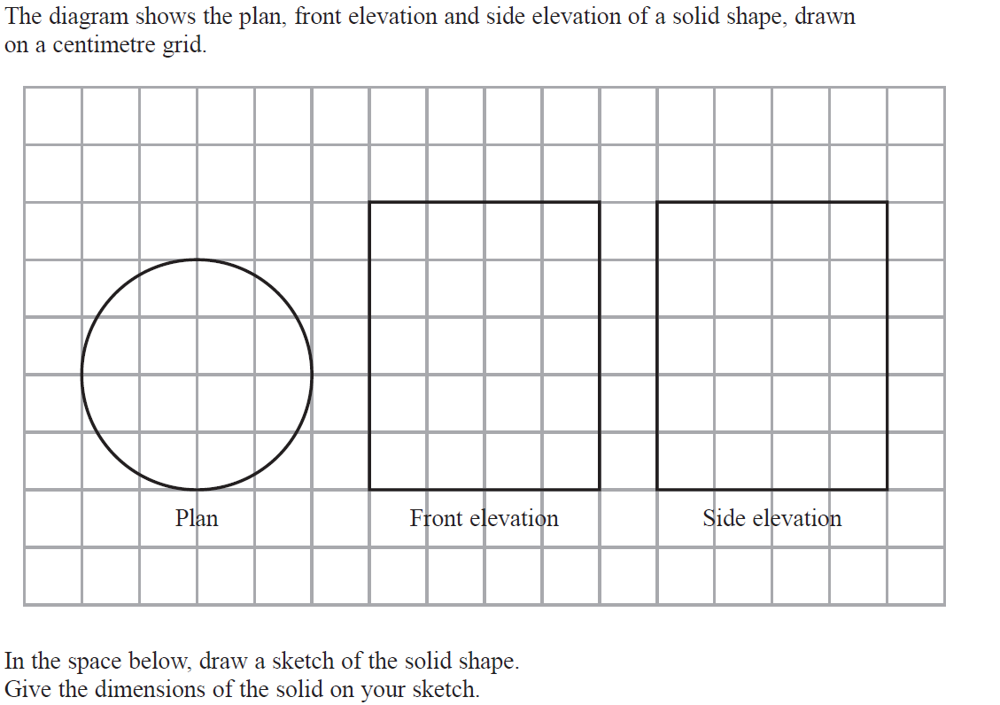 The diagram shows the plan, front elevation and side elevation of a solid shape, drawn
on a centimetre grid.
Plan
Front elevation
Side elevation
In the space below, draw a sketch of the solid shape.
Give the dimensions of the solid on your sketch.